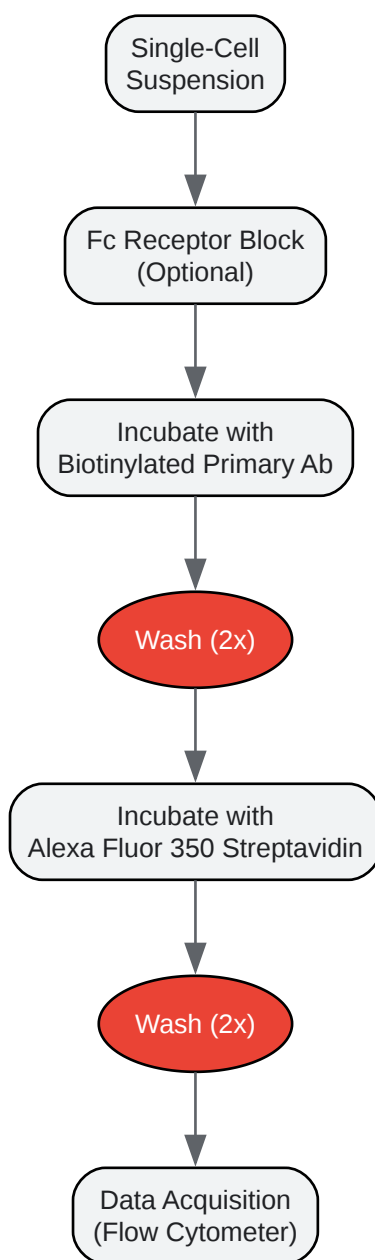 Single-Cell
Suspension
Fc Receptor Block
(Optional)
Incubate with
Biotinylated Primary Ab
Wash (2x)
Incubate with
Alexa Fluor 350 Streptavidin
Wash (2x)
Data Acquisition
(Flow Cytometer)